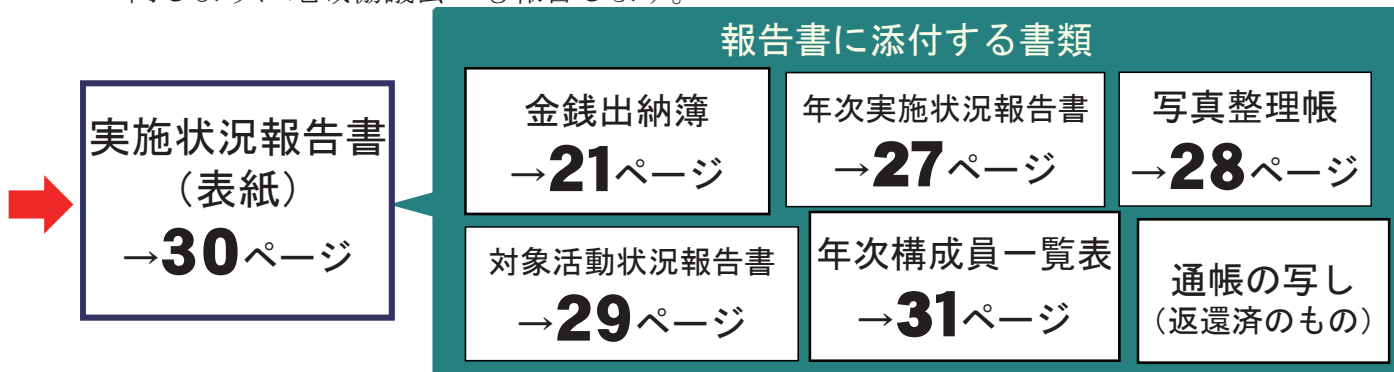 報告書に添付する書類
実施状況報告書
（表紙）
→30ページ
金銭出納簿
→21ページ
年次実施状況報告書
→27ページ
写真整理帳
→28ページ
対象活動状況報告書
→29ページ
年次構成員一覧表
→31ページ
通帳の写し
（返還済のもの）